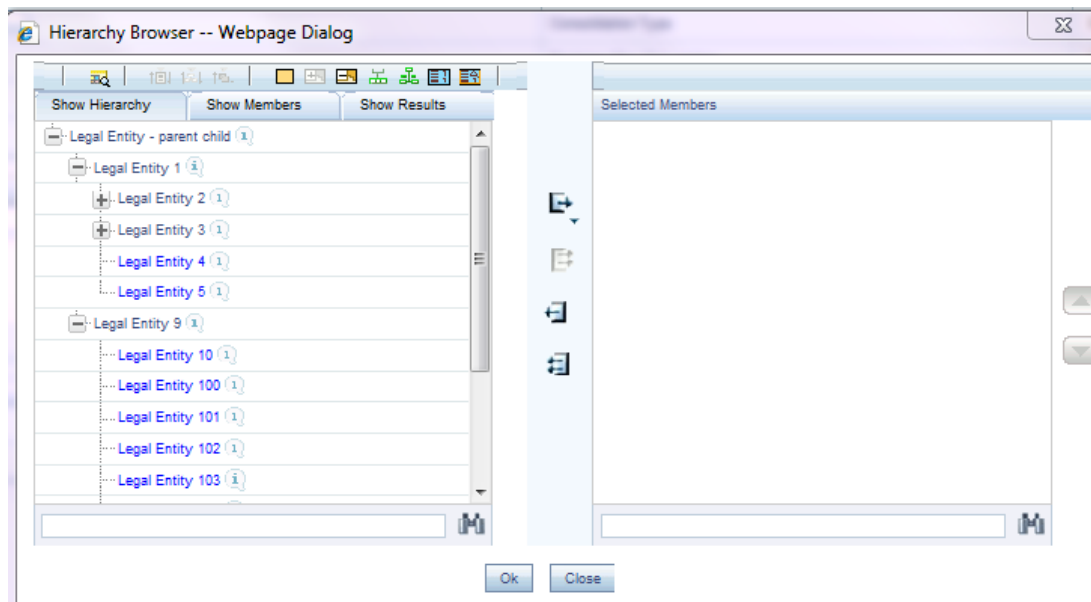 Hierarchy Browser -- Webpage Dialog
Show Hierarchy Show Members Show Results
Selected Members
Legal Entity - parent child
Legal Entity 1
Legal Entity 2
Legal Entity 3
Legal Entity 4
Legal Entity 5
Legal Entity 9
Legal Entity 10
Legal Entity 100
Legal Entity 101
Legal Entity 102
Legal Entity 103
Ok Close